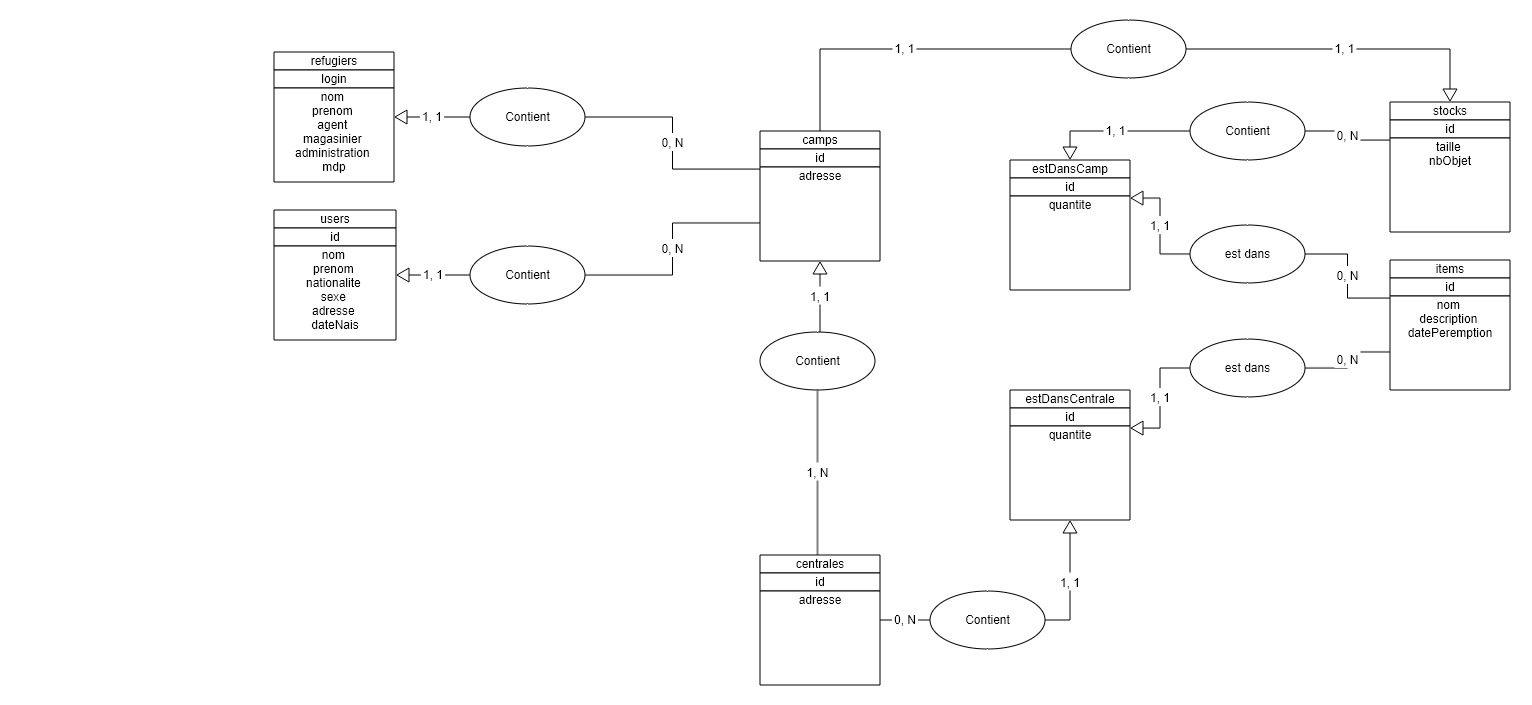 1, 1
Contient
1, 1
refugiers
login
nom
prenom
agent
magasinier
administration
mdp
1, 1
Contient
0, N
camps
id
adresse
users
id
nom
prenom
nationalite
sexe
adresse
dateNais
1, 1
Contient
0, N
stocks
id
taille
nbObjet
1, 1
Contient
0, N
estDansCamp
id
quantite
1, 1
est dans
0, N
items
id
nom
description
datePeremption
1, 1
Contient
1, N
1, 1
est dans
0, N
estDansCentrale
id
quantite
centrales
id
adresse
0, N
Contient
1, 1